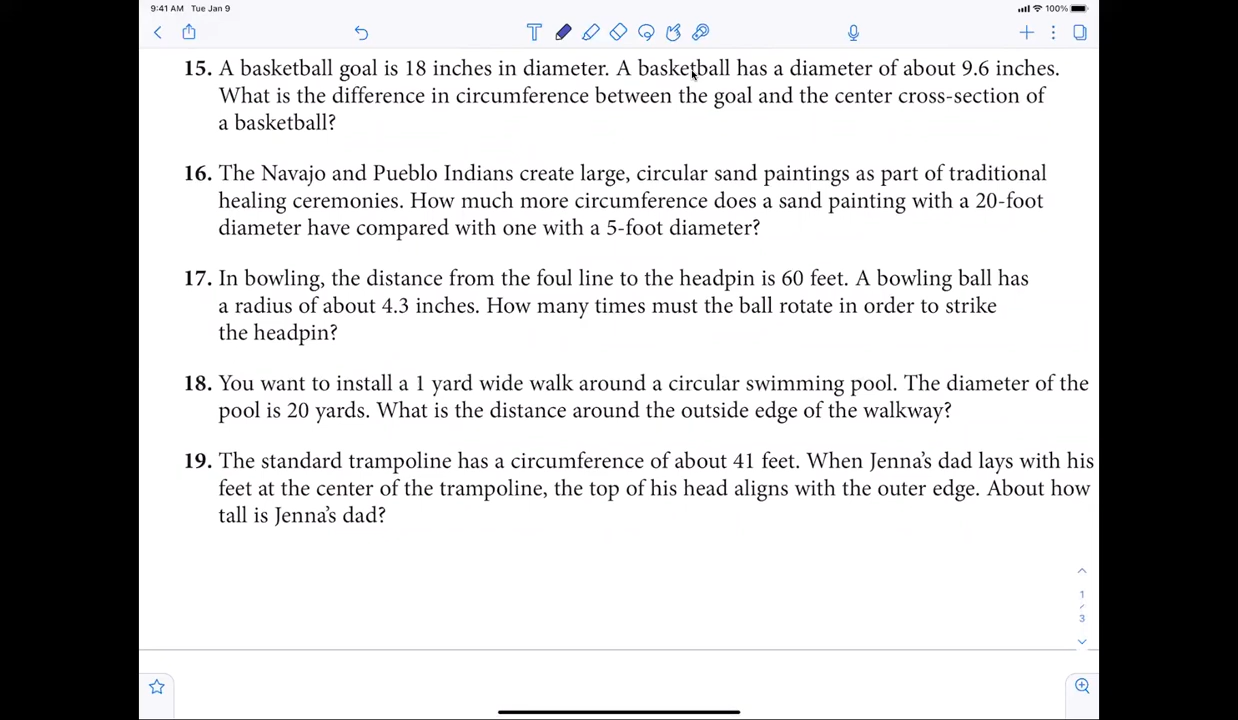 9:41 AM Tue Jan 9
100%
15. A basketball goal is 18 inches in diameter. A basketball has a diameter of about 9.6 inches.
What is the difference in circumference between the goal and the center cross-section of
a basketball?
16. The Navajo and Pueblo Indians create large, circular sand paintings as part of traditional
healing ceremonies. How much more circumference does a sand painting with a 20-foot
diameter have compared with one with a 5-foot diameter?
17. In bowling, the distance from the foul line to the headpin is 60 feet. A bowling ball has
a radius of about 4.3 inches. How many times must the ball rotate in order to strike
the headpin?
18. You want to install a 1 yard wide walk around a circular swimming pool. The diameter of the
pool is 20 yards. What is the distance around the outside edge of the walkway?
19. The standard trampoline has a circumference of about 41 feet. When Jenna's dad lays with his
feet at the center of the trampoline, the top of his head aligns with the outer edge. About how
tall is Jenna's dad?
1
/
3